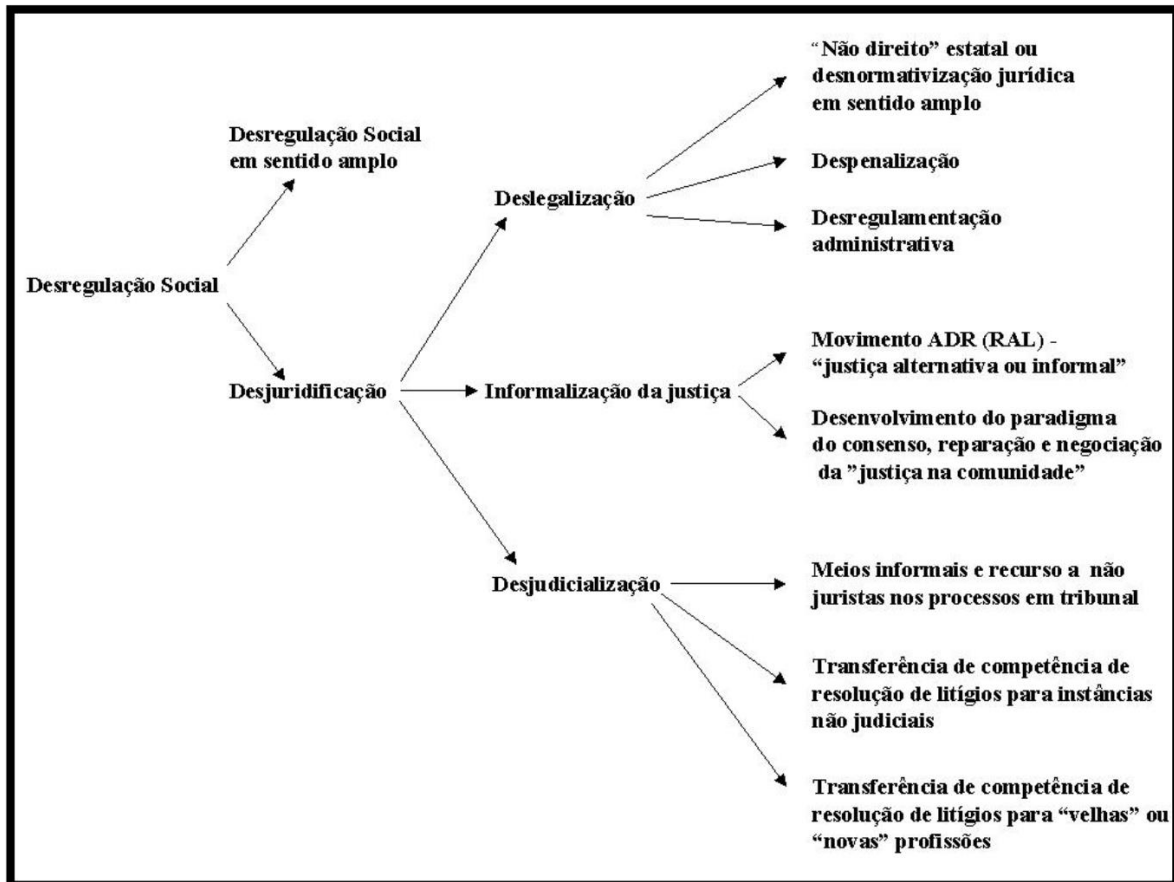 “Não direito” estatal ou
desnormativização jurídica
em sentido amplo
Desregulação Social
em sentido amplo
Despenalização
Deslegalização
Desregulamentação
administrativa
Desregulação Social
Movimento ADR (RAL) -
“justiça alternativa ou informal”
Desjuridificação
Informalização da justiça
Desenvolvimento do paradigma
do consenso, reparação e negociação
da ”justiça na comunidade”
Desjudicialização
Meios informais e recurso a não
juristas nos processos em tribunal
Transferência de competência de
resolução de litígios para instâncias
não judiciais
Transferência de competência de
resolução de litígios para “velhas” ou
“novas” profissões